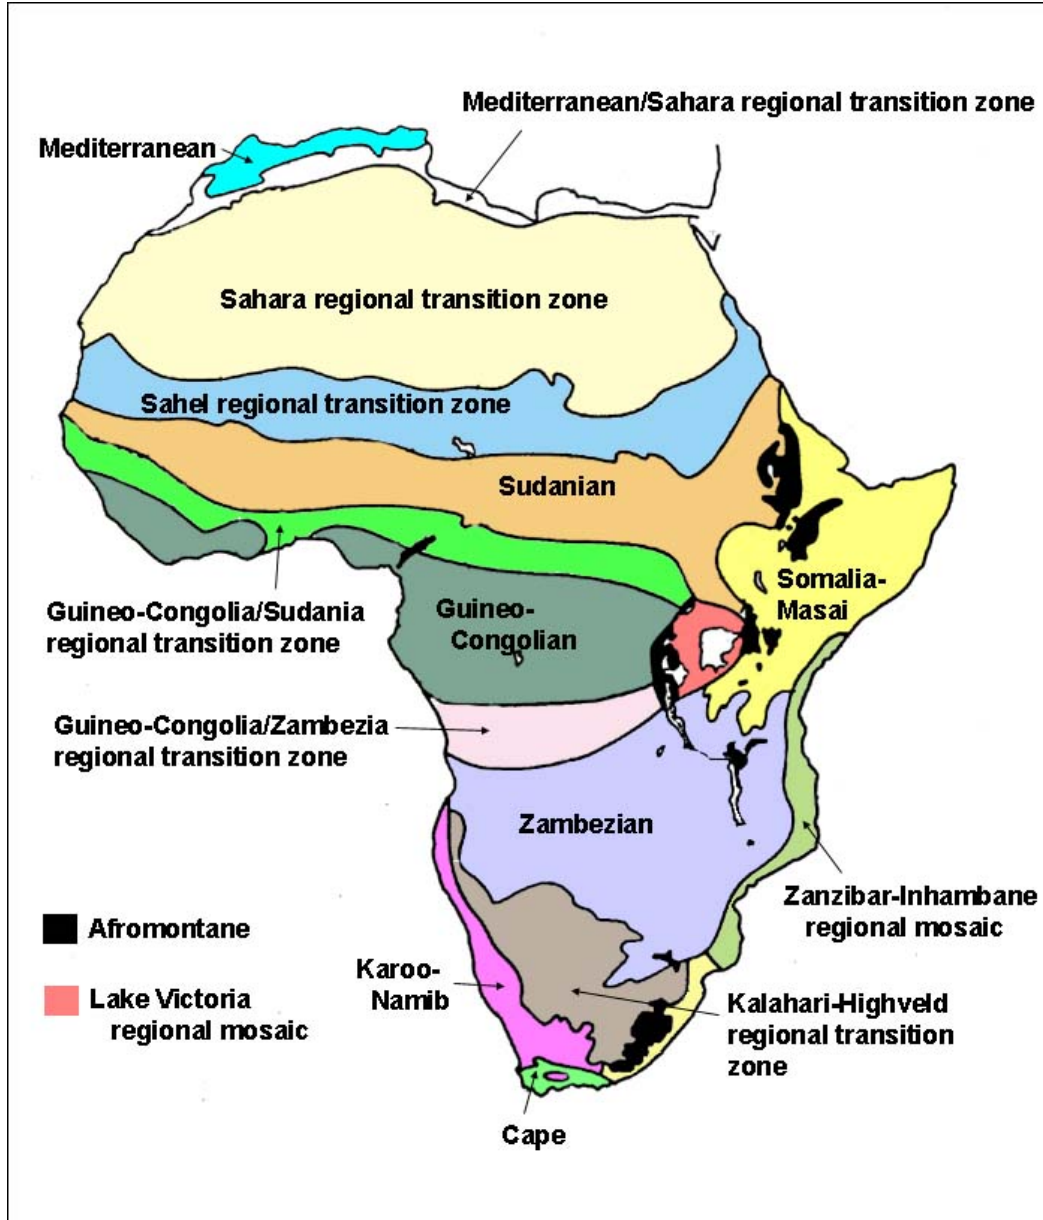 Mediterranean/Sahara regional transition zone
Mediterranean
Sahara regional transition zone
Sahel regional transition zone
Sudanian
Somalia-
Masai
Guineo-Congolia/Sudania
regional transition zone
Guineo-
Congolian
Guineo-Congolia/Zambezia
regional transition zone
Zambezian
Zanzibar-Inhambane
regional mosaic
Afromontane
Lake Victoria
regional mosaic
Karoo-
Namib
Kalahari-Highveld
regional transition
zone
Cape